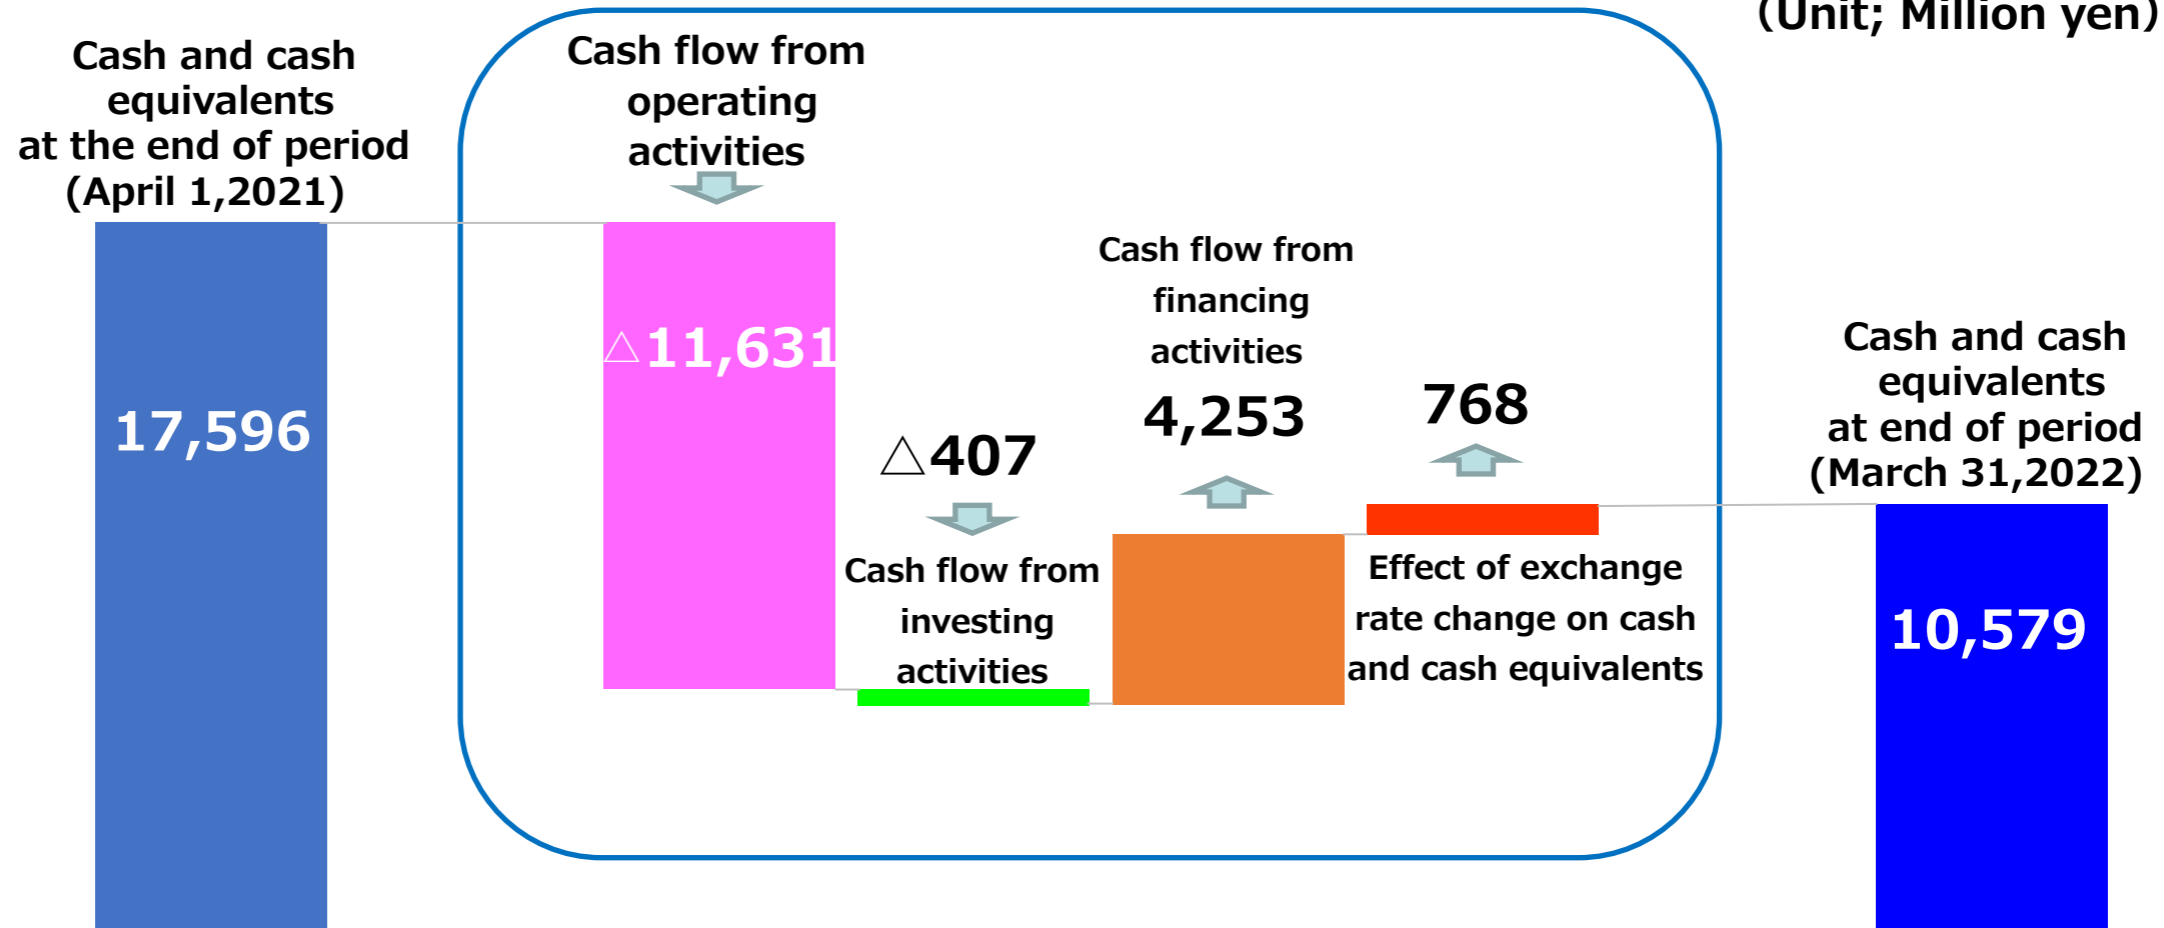 (Unit; Million yen)
Cash and cash
equivalents
at the end of period
(April 1,2021)
17,596
Cash flow from
operating
activities
△11,631
△407
Cash flow from
investing
activities
Cash flow from
financing
activities
4,253
768
Effect of exchange
rate change on cash
and cash equivalents
Cash and cash
equivalents
at end of period
(March 31,2022)
10,579